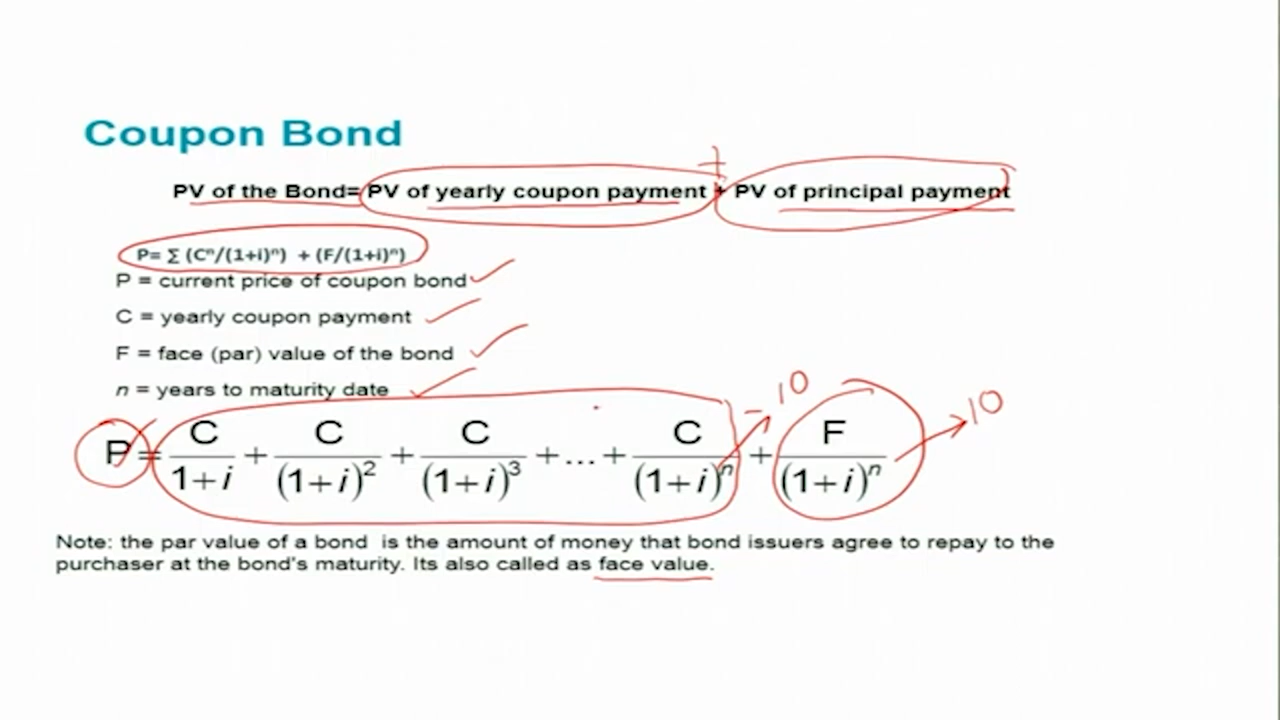 Coupon Bond
+
PV of the Bond= PV of yearly coupon payment + PV of principal payment
P= ∑ (Cⁿ/(1+i)ⁿ) + (F/(1+i)ⁿ)
P = current price of coupon bond
C = yearly coupon payment
F = face (par) value of the bond
n = years to maturity date
10
10
P = C/(1+i) + C/(1+i)² + C/(1+i)³ + ... + C/(1+i)ⁿ + F/(1+i)ⁿ
Note: the par value of a bond is the amount of money that bond issuers agree to repay to the
purchaser at the bond's maturity. Its also called as face value.